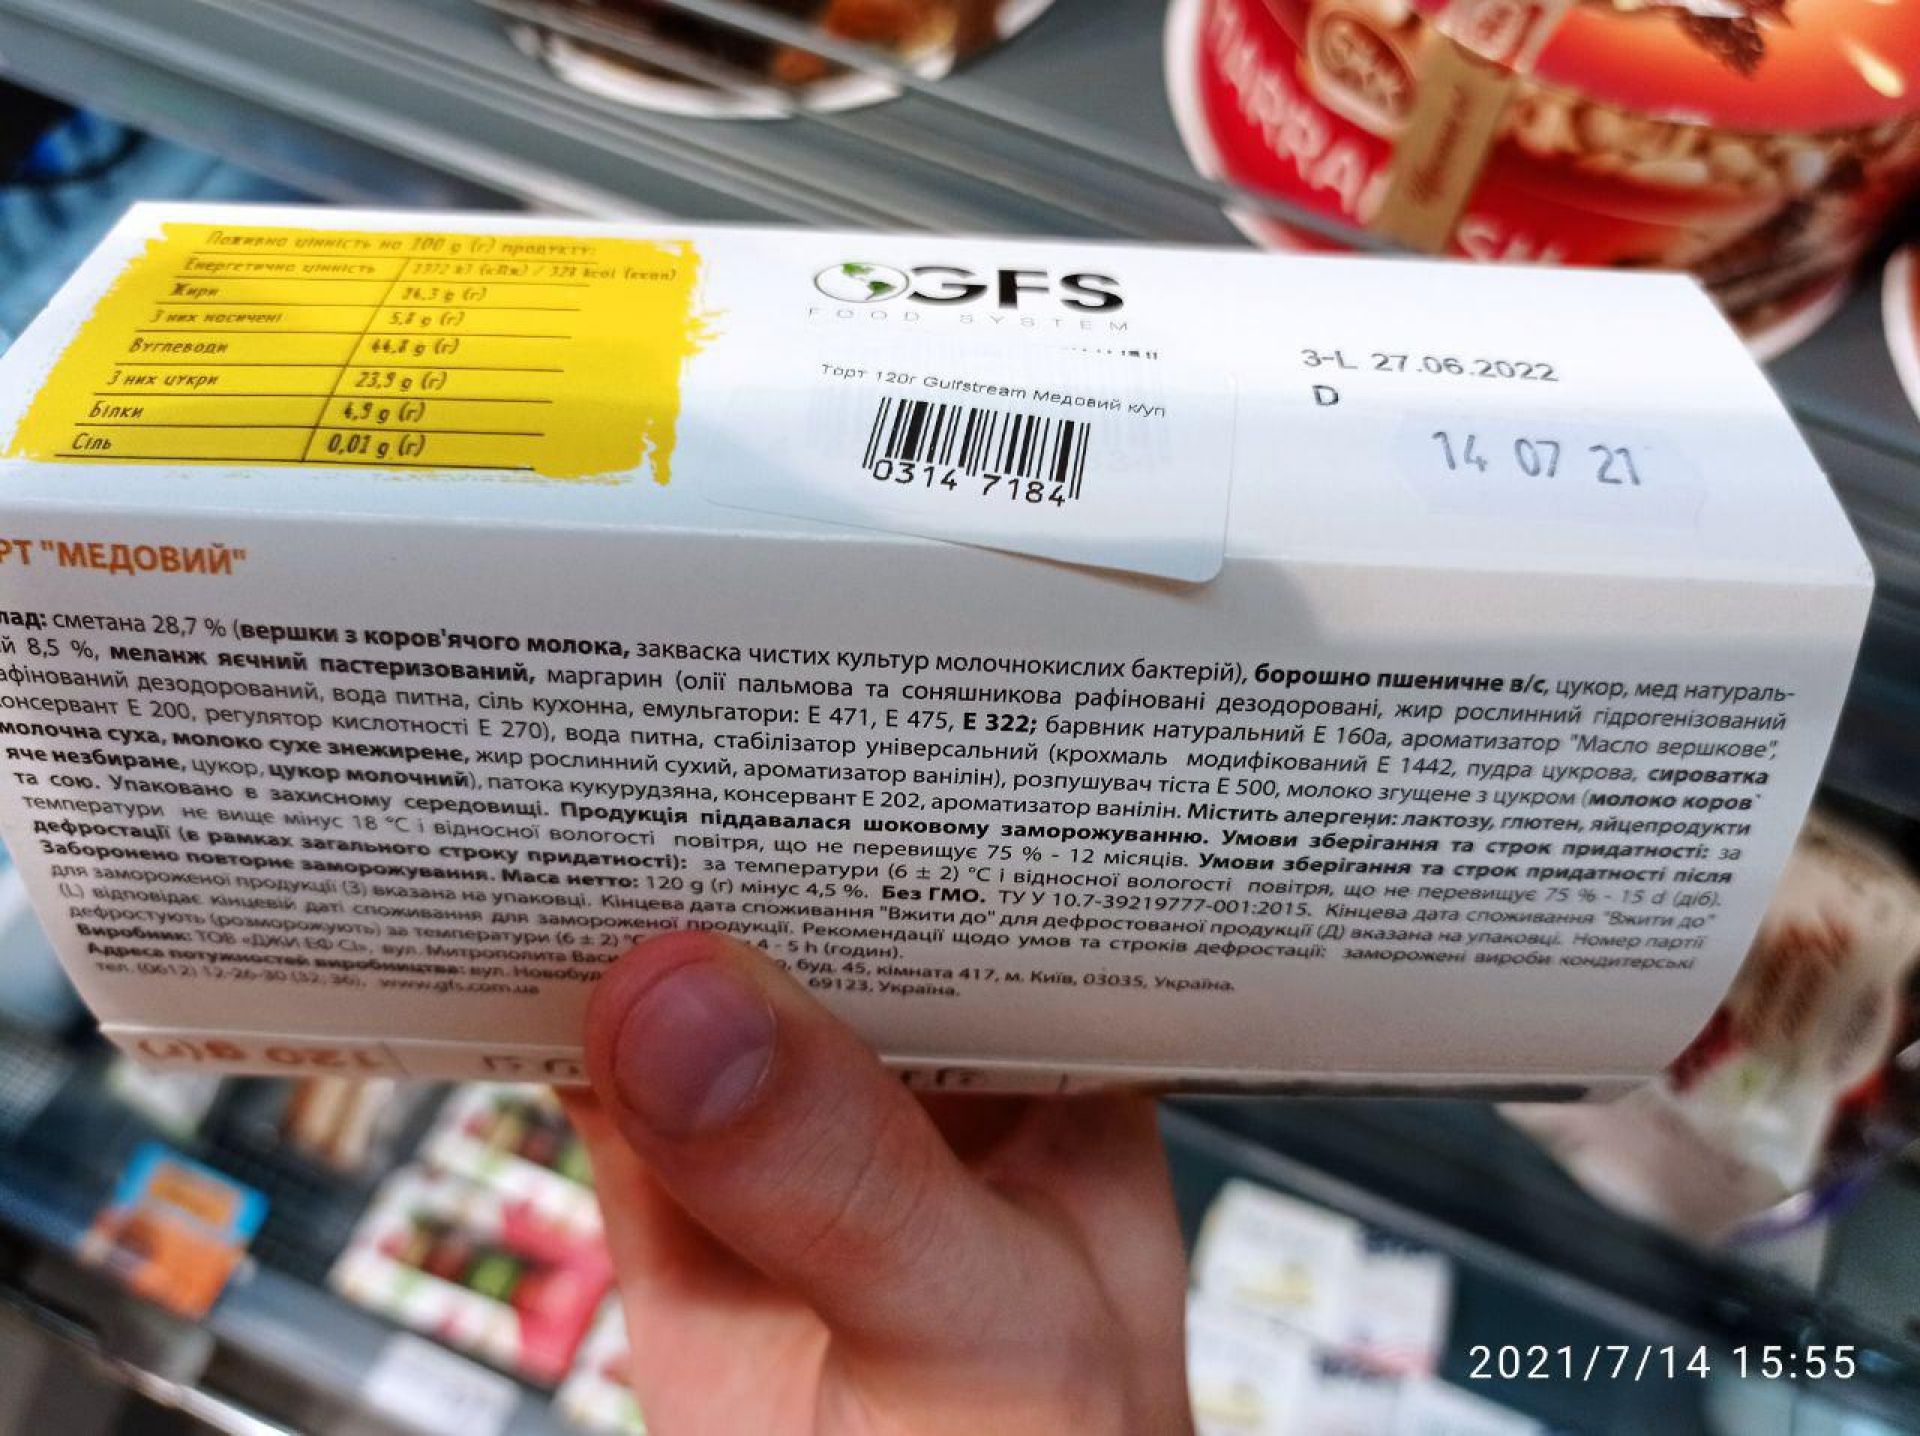 Поживна цінність на 100 g (г) продукту:
Енергетична цінність
Жири
З них насичені 5,8 g (г)
Вуглеводи 44,8 g (г)
З них цукри 23,9 g (г)
Білки 4,9 g (г)
Сіль 0,01 g (г)
GFS
FOOD SYSTEM
Торт 120г Gulfstream Медовий к/уп
0314 7184
3-L 27.06.2022
D
14 07 21
РТ "МЕДОВИЙ"
лад: сметана 28,7 % (вершки з коров'ячого молока, закваска чистих культур молочнокислих бактерій), борошно пшеничне в/с, цукор, мед натураль-
й 8,5 %, меланж яєчний пастеризований, маргарин (олії пальмова та соняшникова рафіновані дезодоровані, жир рослинний гідрогенізований
афінований дезодорований, вода питна, сіль кухонна, емульгатори: Е 471, Е 475, Е 322; барвник натуральний Е 160а, ароматизатор "Масло вершкове",
онсервант Е 200, регулятор кислотності Е 270), вода питна, стабілізатор універсальний (крохмаль модифікований Е 1442, пудра цукрова, сироватка
молочна суха, молоко сухе знежирене, жир рослинний сухий, ароматизатор ванілін), розпушувач тіста Е 500, молоко згущене з цукром (молоко коров'
яче незбиране, цукор, цукор молочний), патока кукурудзяна, консервант Е 202, ароматизатор ванілін. Містить алергени: лактозу, глютен, яйцепродукти
та сою. Упаковано в захисному середовищі. Продукція піддавалася шоковому заморожуванню. Умови зберігання та строк придатності: за
температури не вище мінус 18 °С і відносної вологості повітря, що не перевищує 75 % - 12 місяців. Умови зберігання та строк придатності після
дефростації (в рамках загального строку придатності): за температури (6 ± 2) °С і відносної вологості повітря, що не перевищує 75 % - 15 d (діб).
Заборонено повторне заморожування. Маса нетто: 120 g (г) мінус 4,5 %. Без ГМО. ТУ У 10.7-39219777-001:2015. Кінцева дата споживання "Вжити до"
для замороженої продукції (З) вказана на упаковці. Кінцева дата споживання "Вжити до" для дефростованої продукції (Д) вказана на упаковці. Номер партії
(L) відповідає кінцевій даті споживання для замороженої продукції. Рекомендації щодо умов та строків дефростації: заморожені вироби кондитерські
дефростують (розморожують) за температури (6 ± 2) °С 4 - 5 h (годин).
Виробник: ТОВ «ДЖИ ЕФ СІ», вул. Митрополита Васи буд. 45, кімната 417, м. Київ, 03035, Україна.
Адреса потужностей виробництва: вул. Новобуд 69123, Україна.
тел. (0612) 12-26-30 (32, 36), www.gfs.com.ua
120 g (г)
2021/7/14 15:55